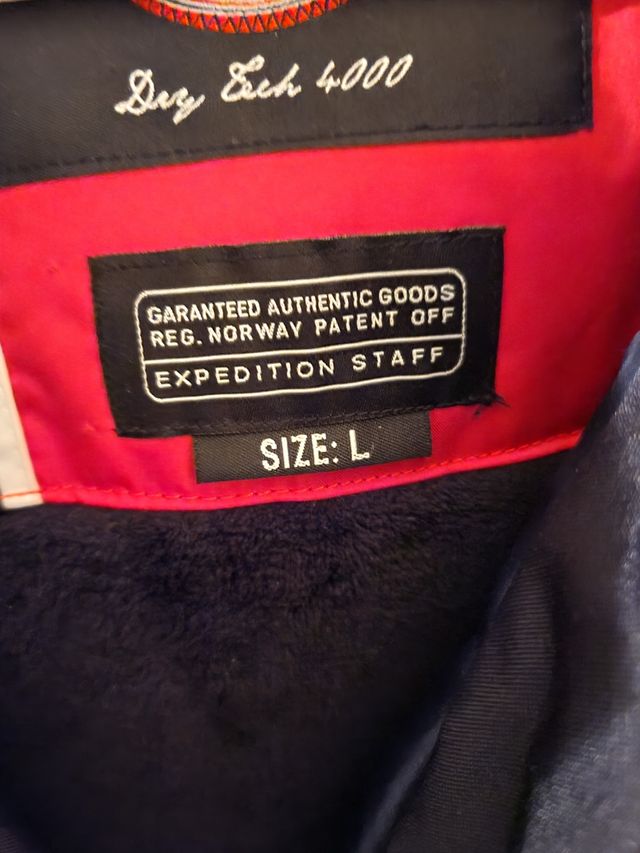 Dry Tech 4000
GARANTEED AUTHENTIC GOODS
REG. NORWAY PATENT OFF
EXPEDITION STAFF
SIZE: L